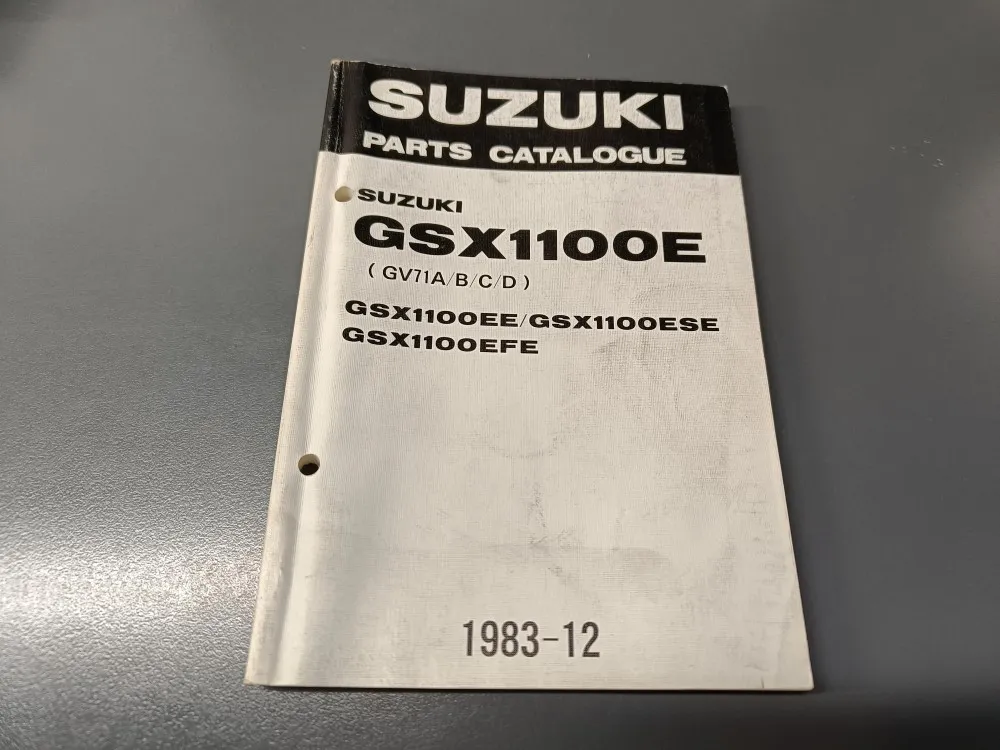 SUZUKI
PARTS CATALOGUE
SUZUKI
GSX1100E
( GV71A/B/C/D )
GSX1100EE/GSX1100ESE
GSX1100EFE
1983-12